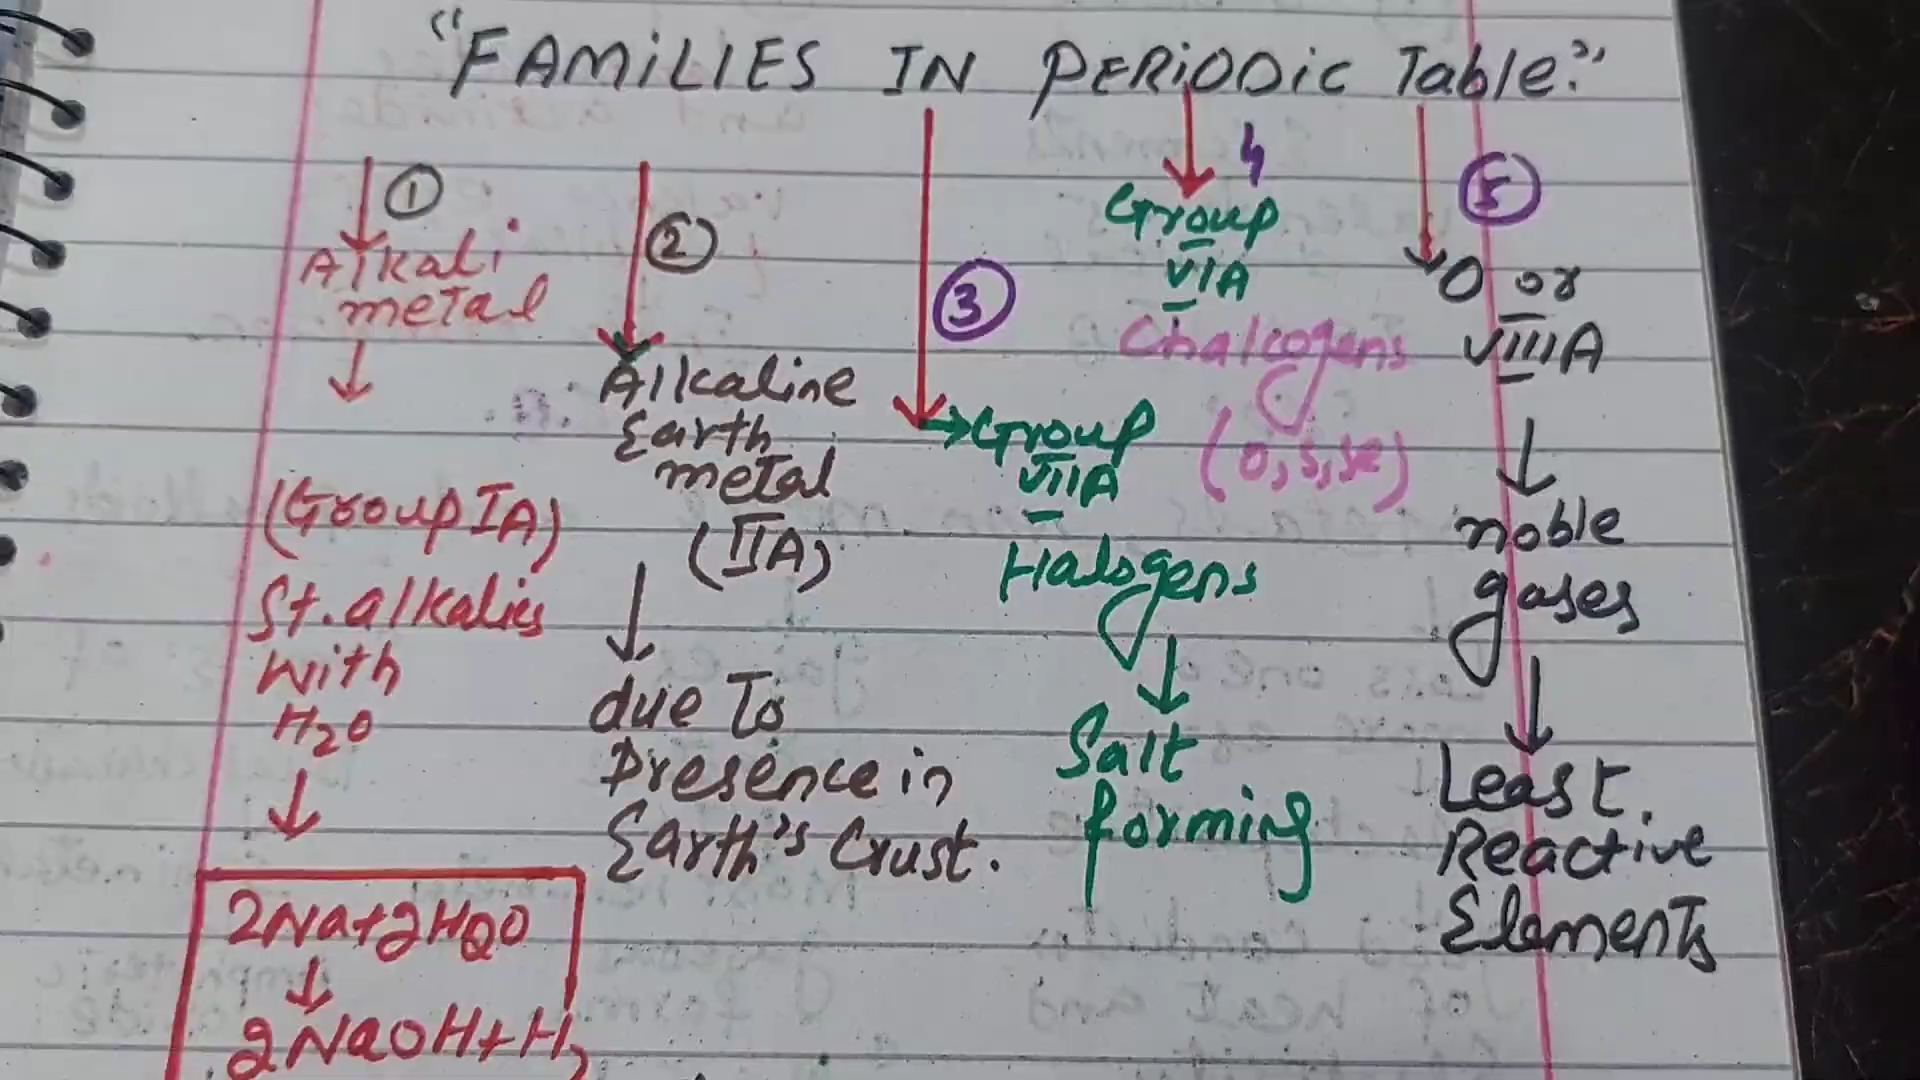 "FAMILIES IN PERIODIC Table."
1
Alkali
metal
(Group IA)
St. alkalies
with
H2O
2Na+2H2O
2NaOH+H2
2
Alkaline
Earth
metal
(IIA)
due To
Presence in
Earth's Crust.
3
Group
VIIA
Halogens
Salt
forming
4
Group
VIA
Chalcogens
(O, S, Se)
5
O or
VIIIA
noble
gases
Least.
Reactive
Elements